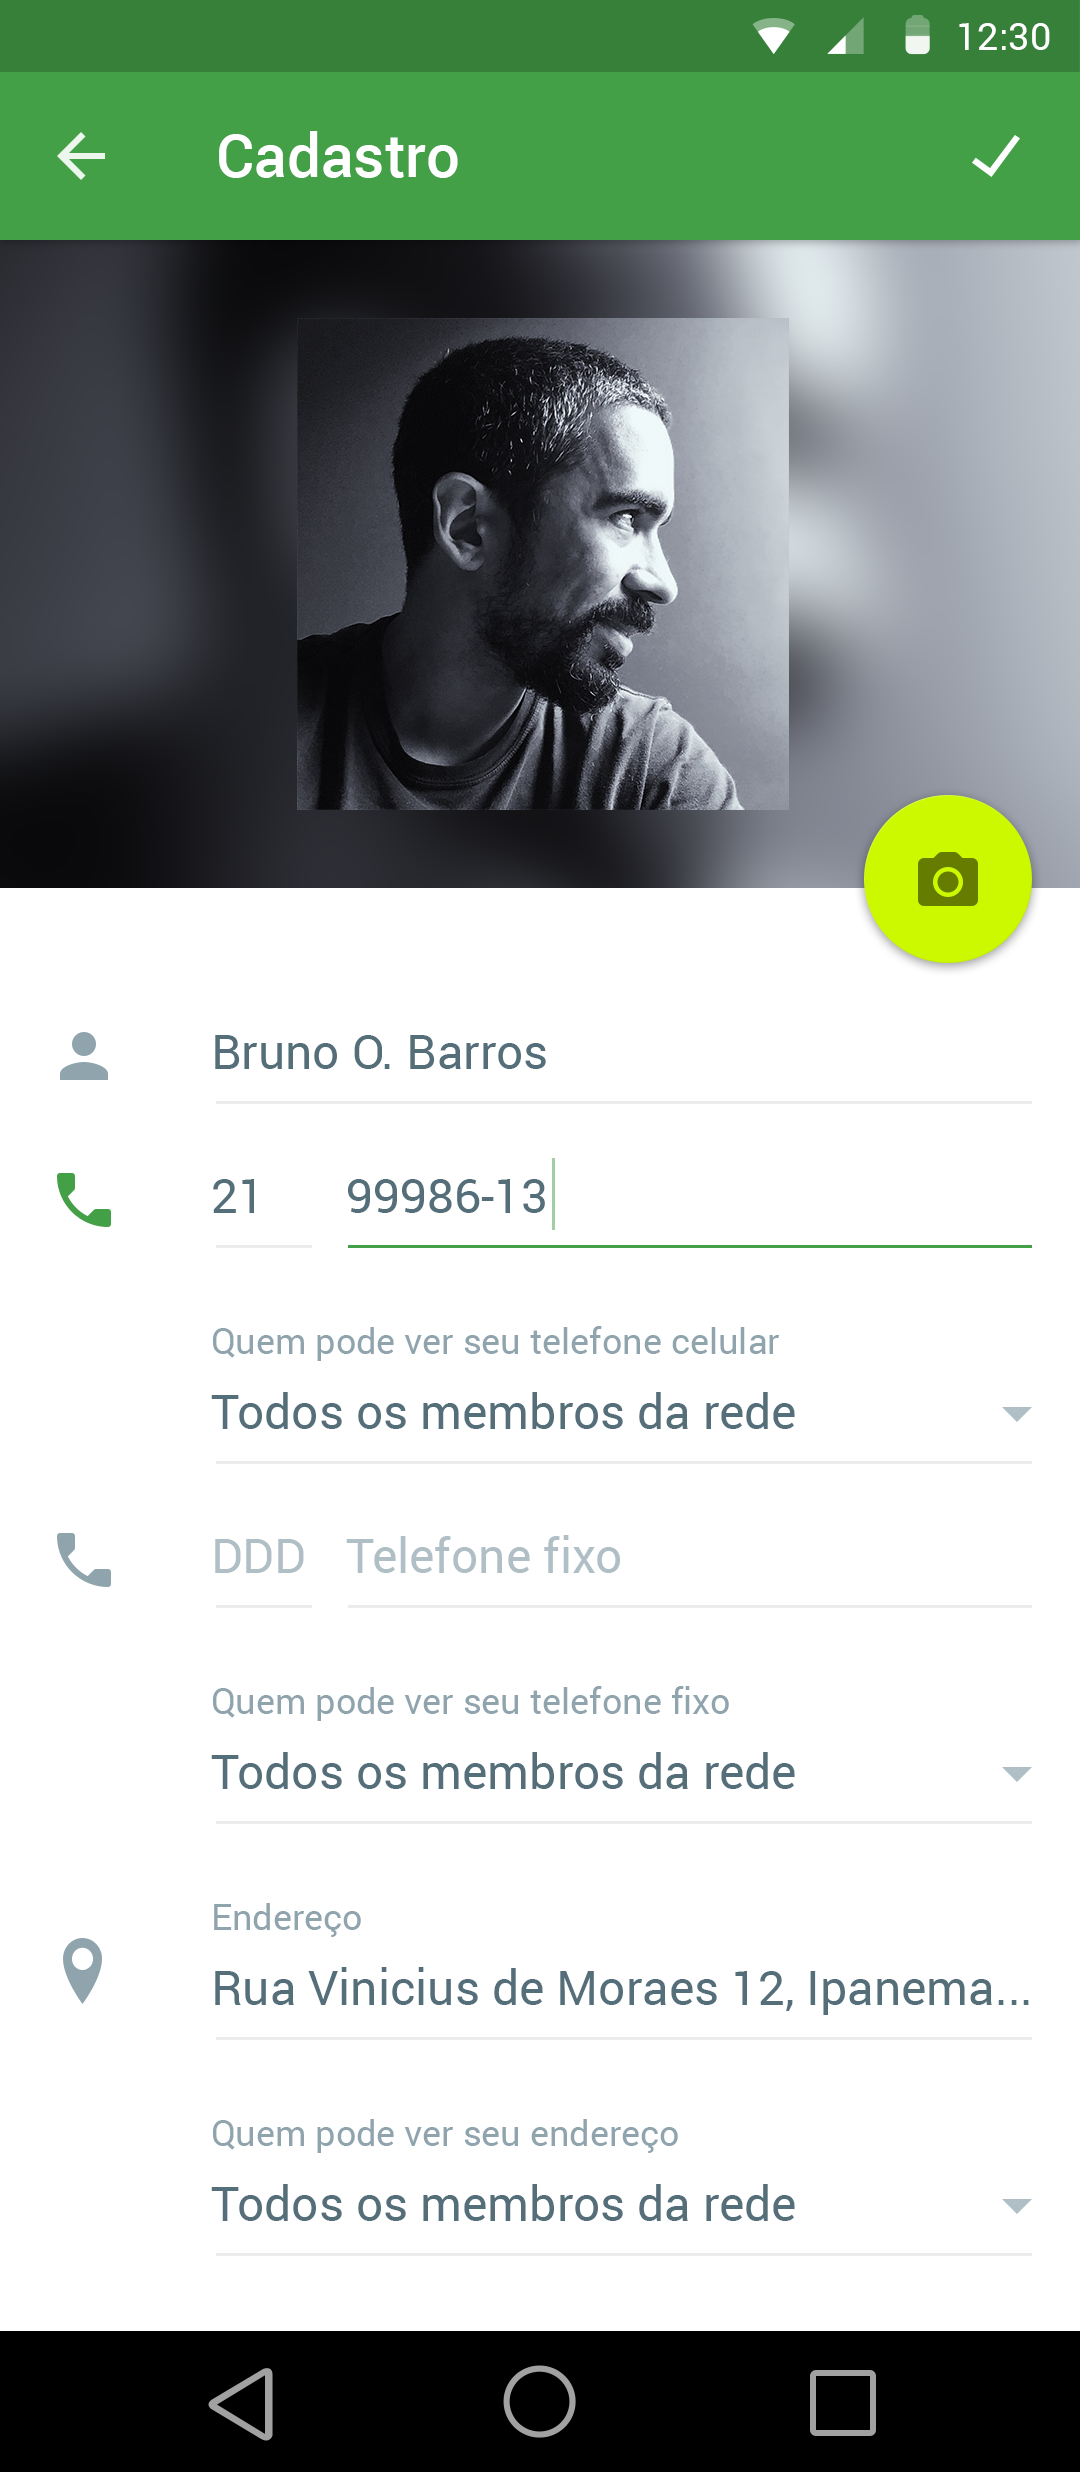 12:30
Cadastro
Bruno O. Barros
21 99986-13
Quem pode ver seu telefone celular
Todos os membros da rede
DDD Telefone fixo
Quem pode ver seu telefone fixo
Todos os membros da rede
Endereço
Rua Vinicius de Moraes 12, Ipanema...
Quem pode ver seu endereço
Todos os membros da rede